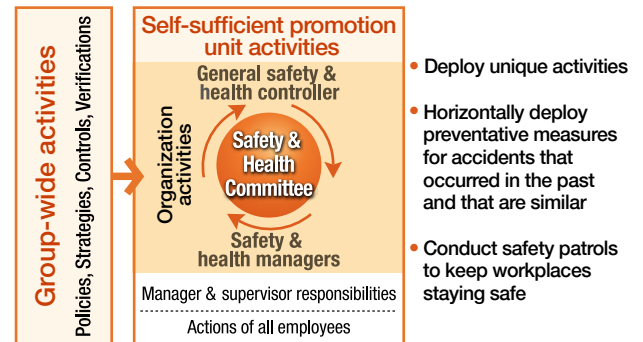 Group-wide activities
Policies, Strategies, Controls, Verifications
Self-sufficient promotion
unit activities
Organization
activities
General safety &
health controller
Safety &
Health
Committee
Safety &
health managers
Manager & supervisor responsibilities
Actions of all employees
• Deploy unique activities
• Horizontally deploy
preventative measures
for accidents that
occurred in the past
and that are similar
• Conduct safety patrols
to keep workplaces
staying safe